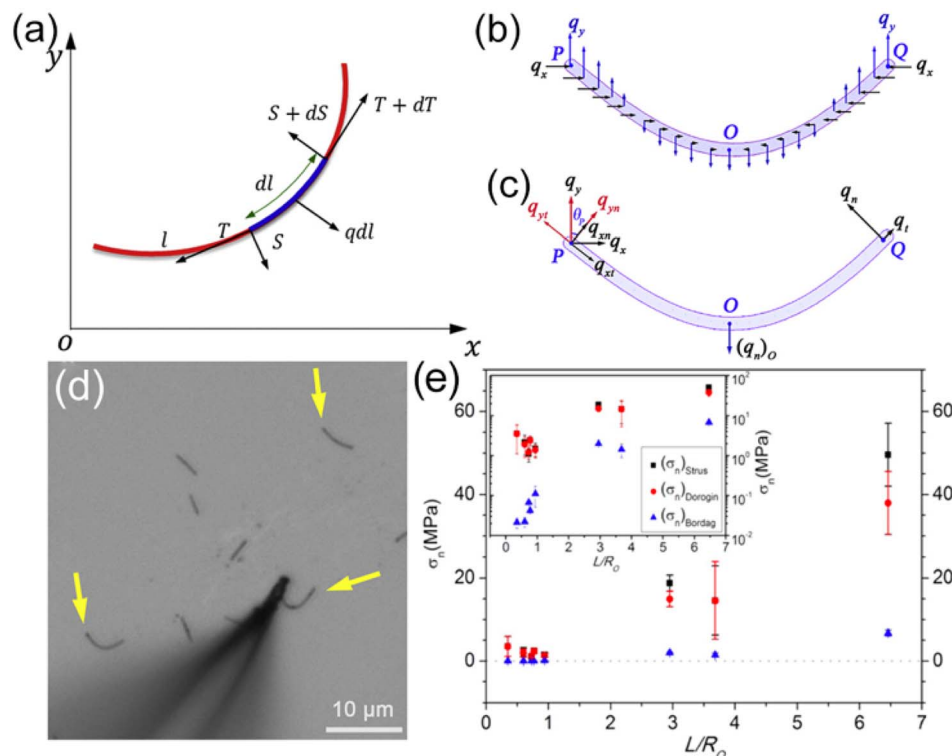 (a)
y
S + dS
T + dT
dl
qdl
l
T
S
o
x
(b)
q_y
P
q_x
O
q_y
Q
q_x
(c)
q_y
q_yt
θ_P
q_yn
P
q_xn
q_x
q_xt
q_n
q_t
Q
O
(q_n)_O
(d)
10 μm
(e)
σ_n(MPa)
60
40
20
0
0 1 2 3 4 5 6 7
L/R_O
60
40
20
0
10^2
10^1
10^0
10^-1
10^-2
σ_n(MPa)
0 1 2 3 4 5 6 7
L/R_O
(σ_n)_Strus
(σ_n)_Dorogin
(σ_n)_Bordag